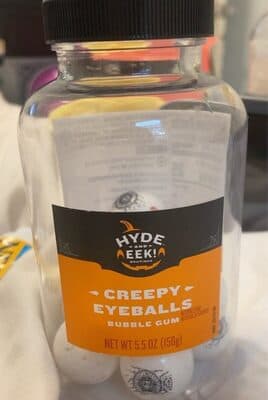 HYDE
AND
EEK!
BOUTIQUE
CREEPY
EYEBALLS
BUBBLE GUM
NET WT 5.5 OZ (156g)